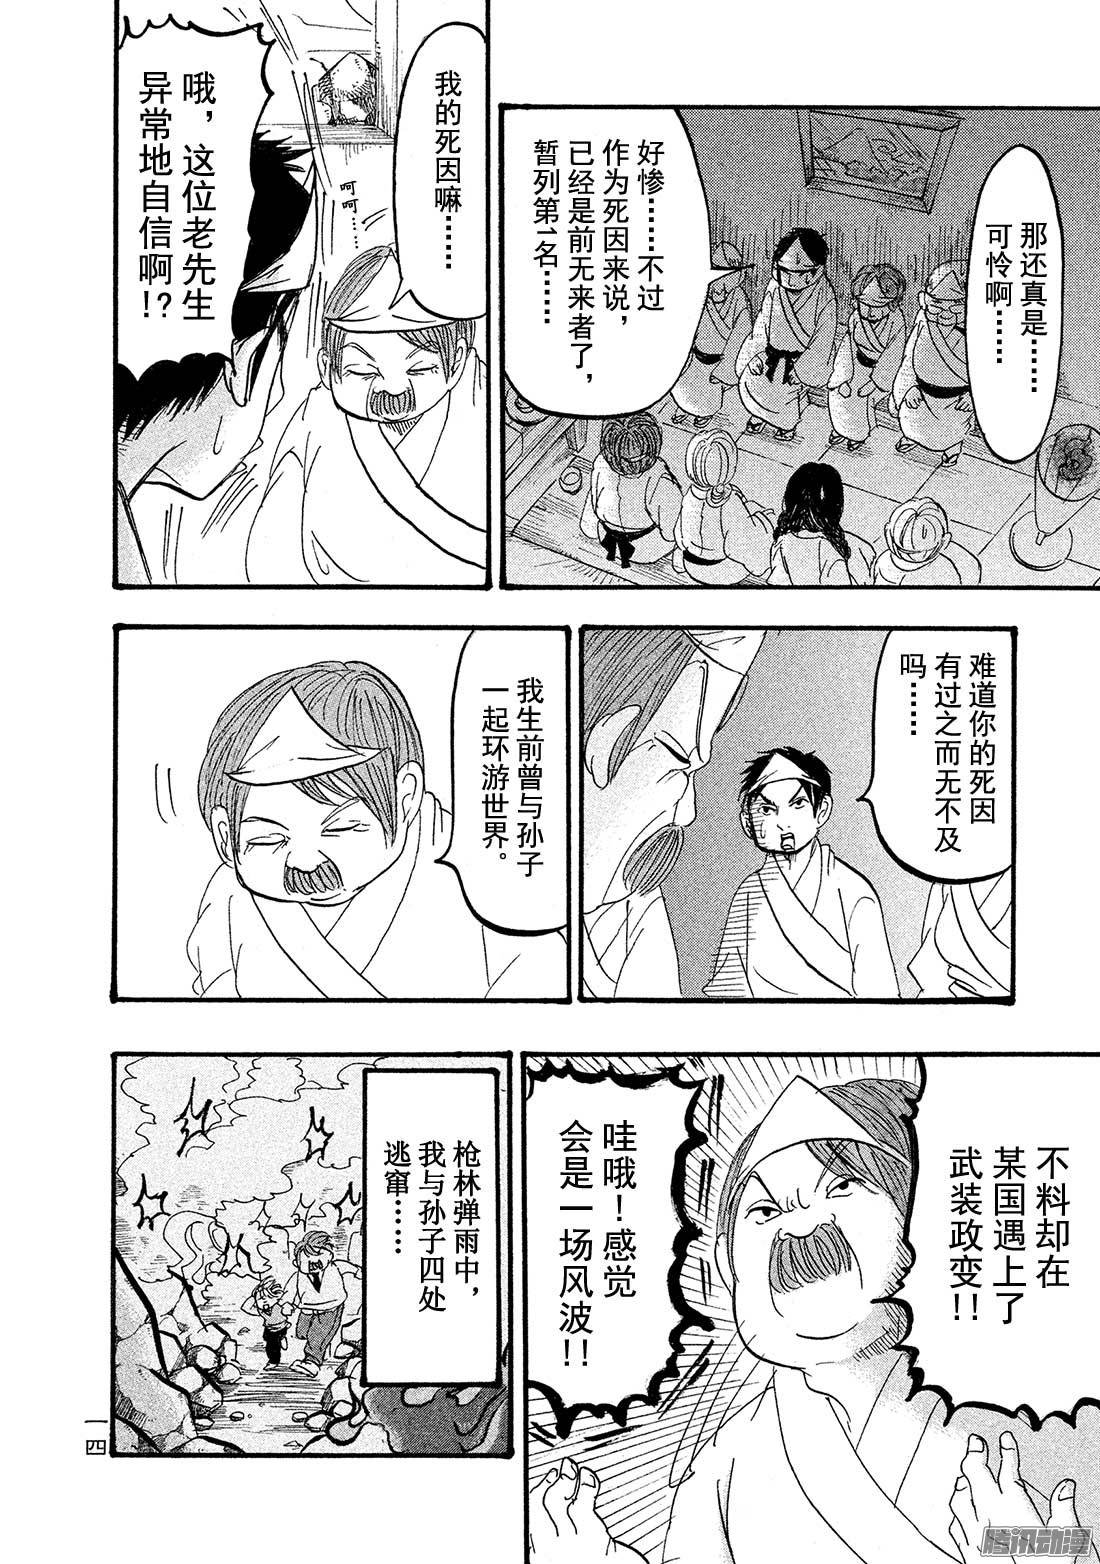 那还真是……
可怜啊……
好惨……不过
作为死因来说，
已经是前无来者了，
暂列第一名……
我的死因嘛……
呵呵……
哦，这位老先生
异常地自信啊!?
难道你的死因
有过之而无不及
吗……
我生前曾与孙子
一起环游世界。
不料却在
某国遇上了
武装政变!!
哇哦！感觉
会是一场风波!!
枪林弹雨中，
我与孙子四处
逃窜……
一四
腾讯动漫